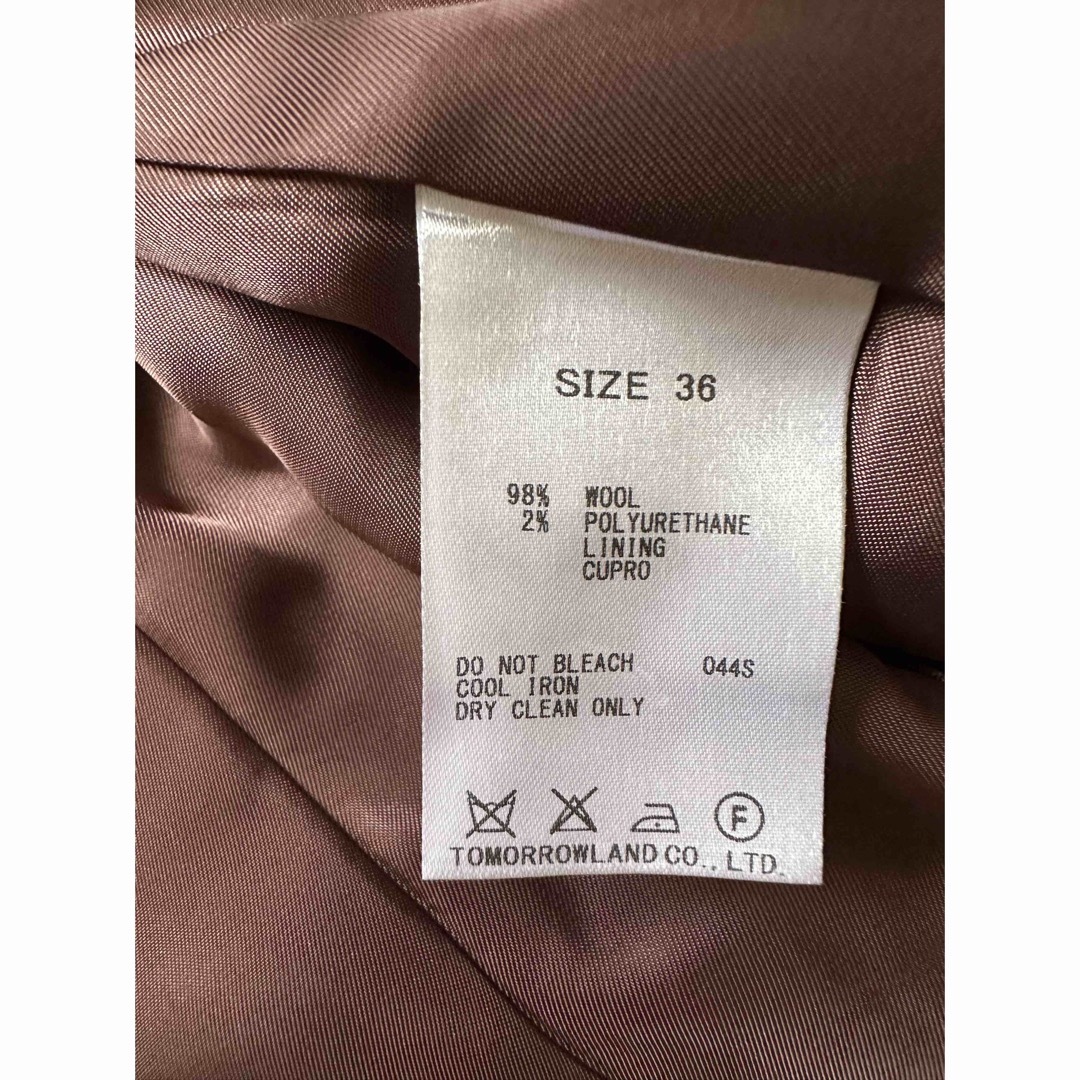 SIZE 36
98% WOOL
2% POLYURETHANE
LINING
CUPRO
DO NOT BLEACH 044S
COOL IRON
DRY CLEAN ONLY
F
TOMORROWLAND CO., LTD.